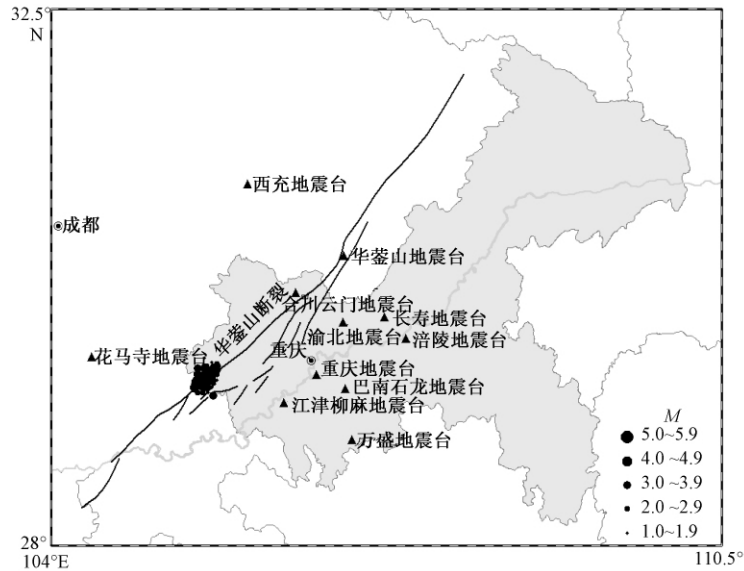 32.5°
N
西充地震台
成都
华蓥山地震台
华蓥山断裂
合川云门地震台
长寿地震台
渝北地震台
涪陵地震台
花马寺地震台
重庆
重庆地震台
巴南石龙地震台
江津柳麻地震台
万盛地震台
M
5.0~5.9
4.0~4.9
3.0~3.9
2.0~2.9
1.0~1.9
28°
104°E
110.5°